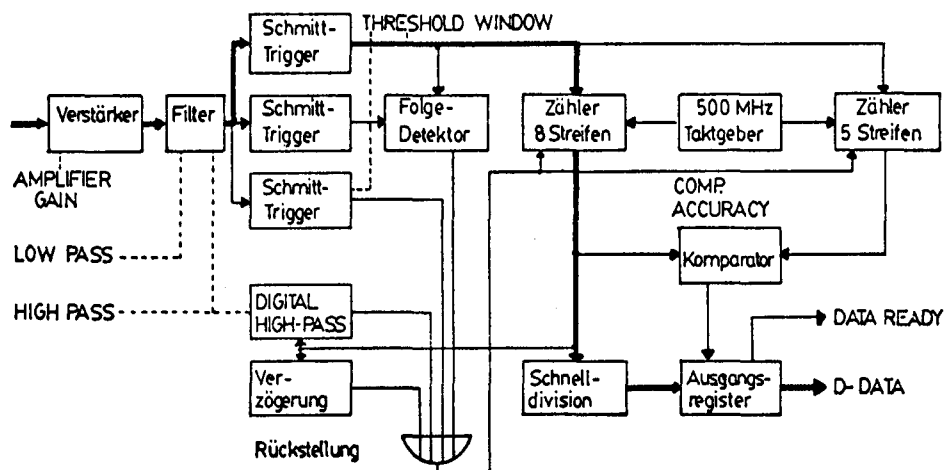 Schmitt-
Trigger
THRESHOLD WINDOW
Verstärker
Filter
Schmitt-
Trigger
Folge-
Detektor
Zähler
8 Streifen
500 MHz
Taktgeber
Zähler
5 Streifen
AMPLIFIER
GAIN
Schmitt-
Trigger
COMP.
ACCURACY
LOW PASS
Komparator
HIGH PASS
DIGITAL
HIGH-PASS
DATA READY
Ver-
zögerung
Schnell-
division
Ausgangs-
register
D-DATA
Rückstellung